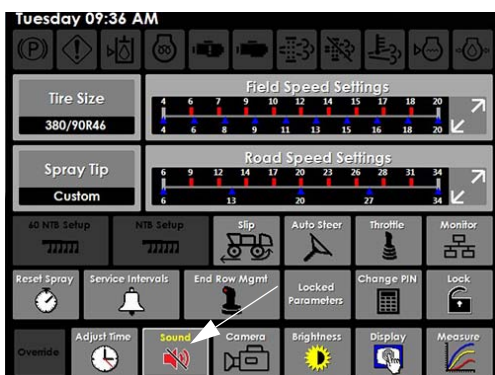 Tuesday 09:36 AM
(P)
Tire Size
380/90R46
Field Speed Settings
4 6 7 9 10 12 14 15 17 18 20
4 6 8 9 11 13 15 16 18 20
Spray Tip
Custom
Road Speed Settings
6 9 12 14 17 20 23 26 28 31 34
6 13 20 27 34
60 NTB Setup
NTB Setup
Slip
Auto Steer
Throttle
Monitor
Reset Spray
Service Intervals
End Row Mgmt
Locked
Parameters
Change PIN
Lock
Override
Adjust Time
Sound
Camera
Brightness
Display
Measure